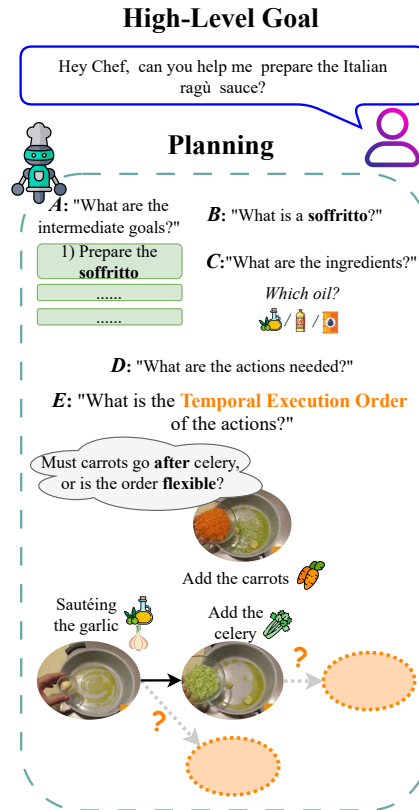 High-Level Goal
Hey Chef, can you help me prepare the Italian
ragù sauce?
Planning
A: "What are the
intermediate goals?"
1) Prepare the
soffritto
......
......
B: "What is a soffritto?"
C:"What are the ingredients?"
Which oil?
/ /
D: "What are the actions needed?"
E: "What is the Temporal Execution Order
of the actions?"
Must carrots go after celery,
or is the order flexible?
Add the carrots
Sautéing
the garlic
Add the
celery
?
?